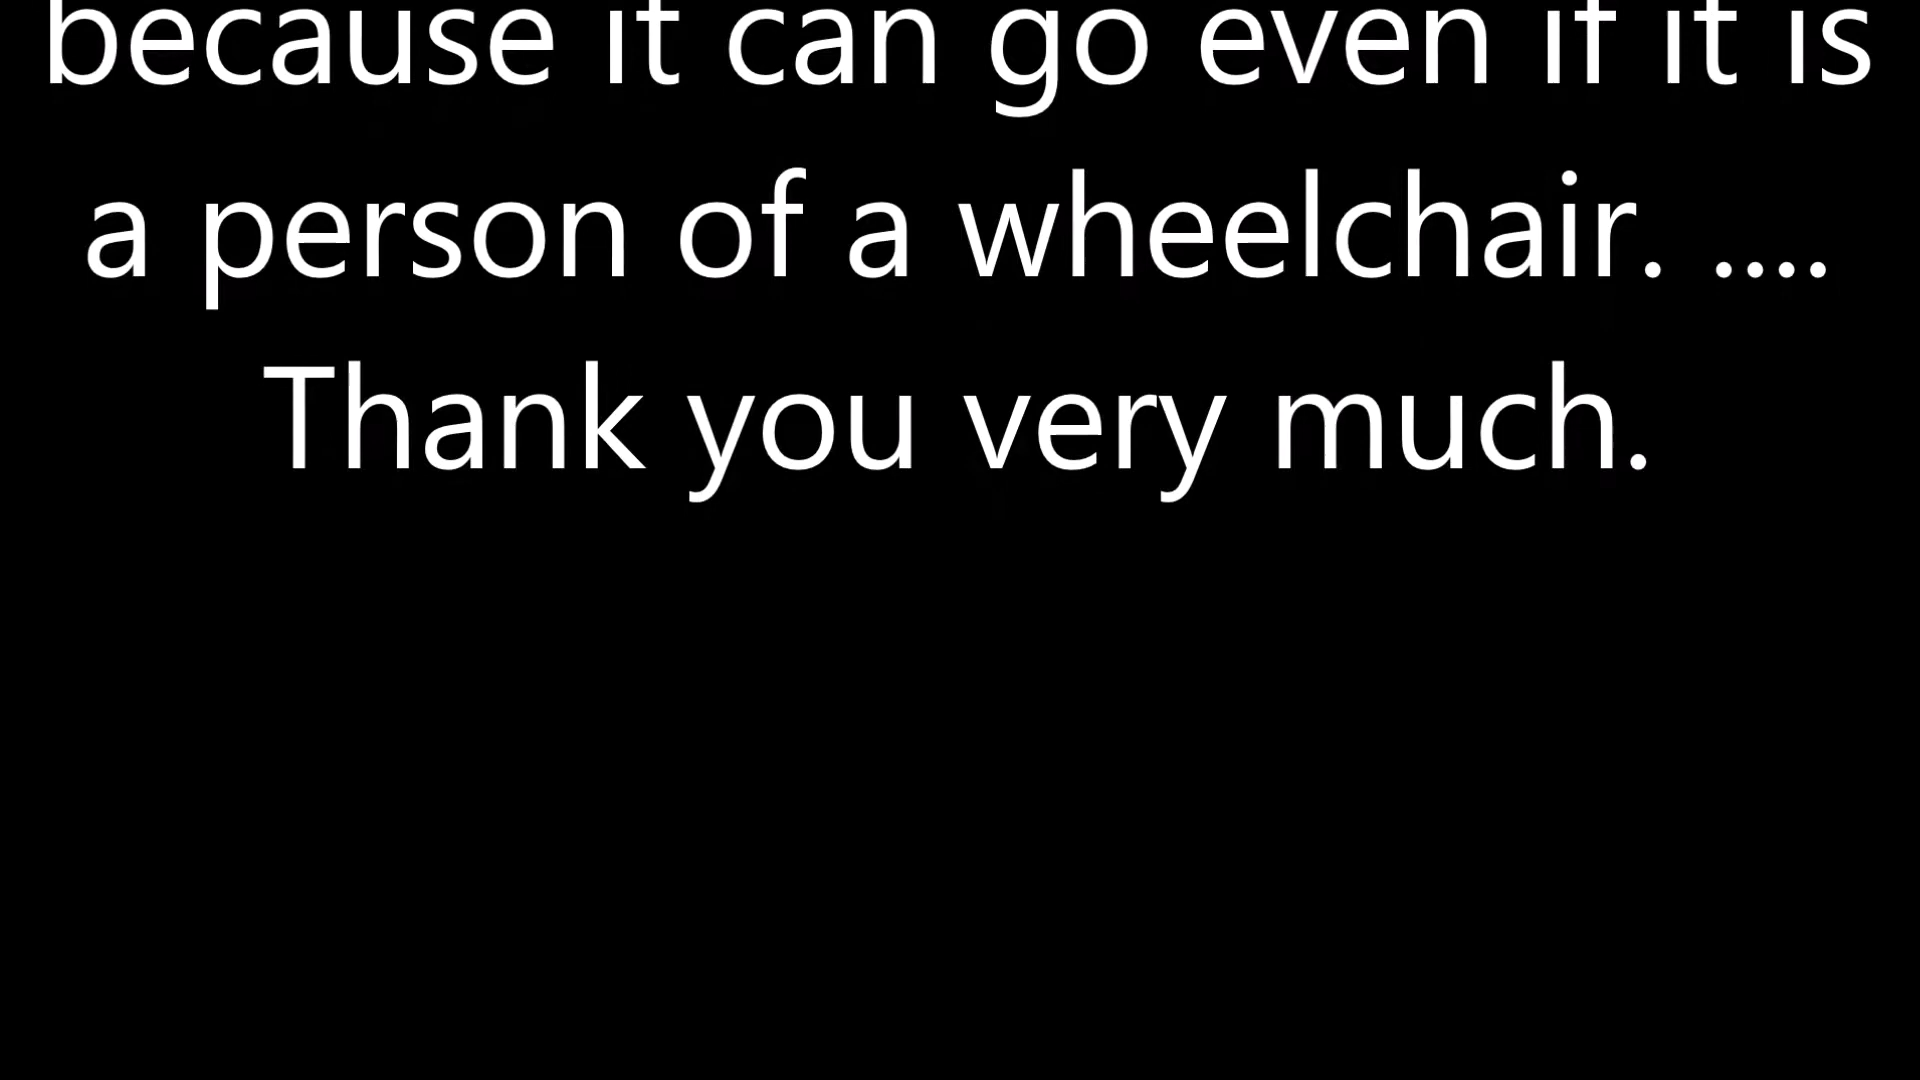 because it can go even if it is
a person of a wheelchair. ....
Thank you very much.